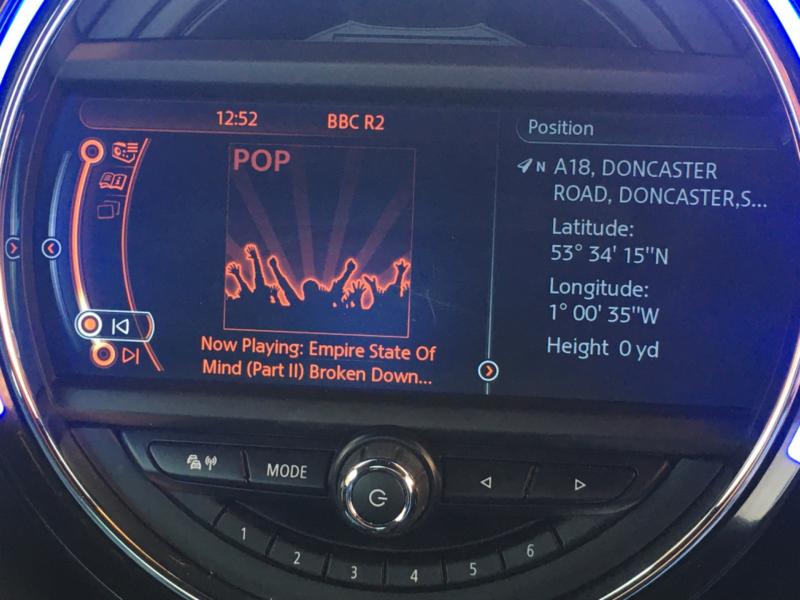 12:52
BBC R2
POP
Now Playing: Empire State Of
Mind (Part II) Broken Down...
Position
N A18, DONCASTER
ROAD, DONCASTER,S...
Latitude:
53° 34' 15"N
Longitude:
1° 00' 35"W
Height 0 yd
MODE
1
2
3
4
5
6